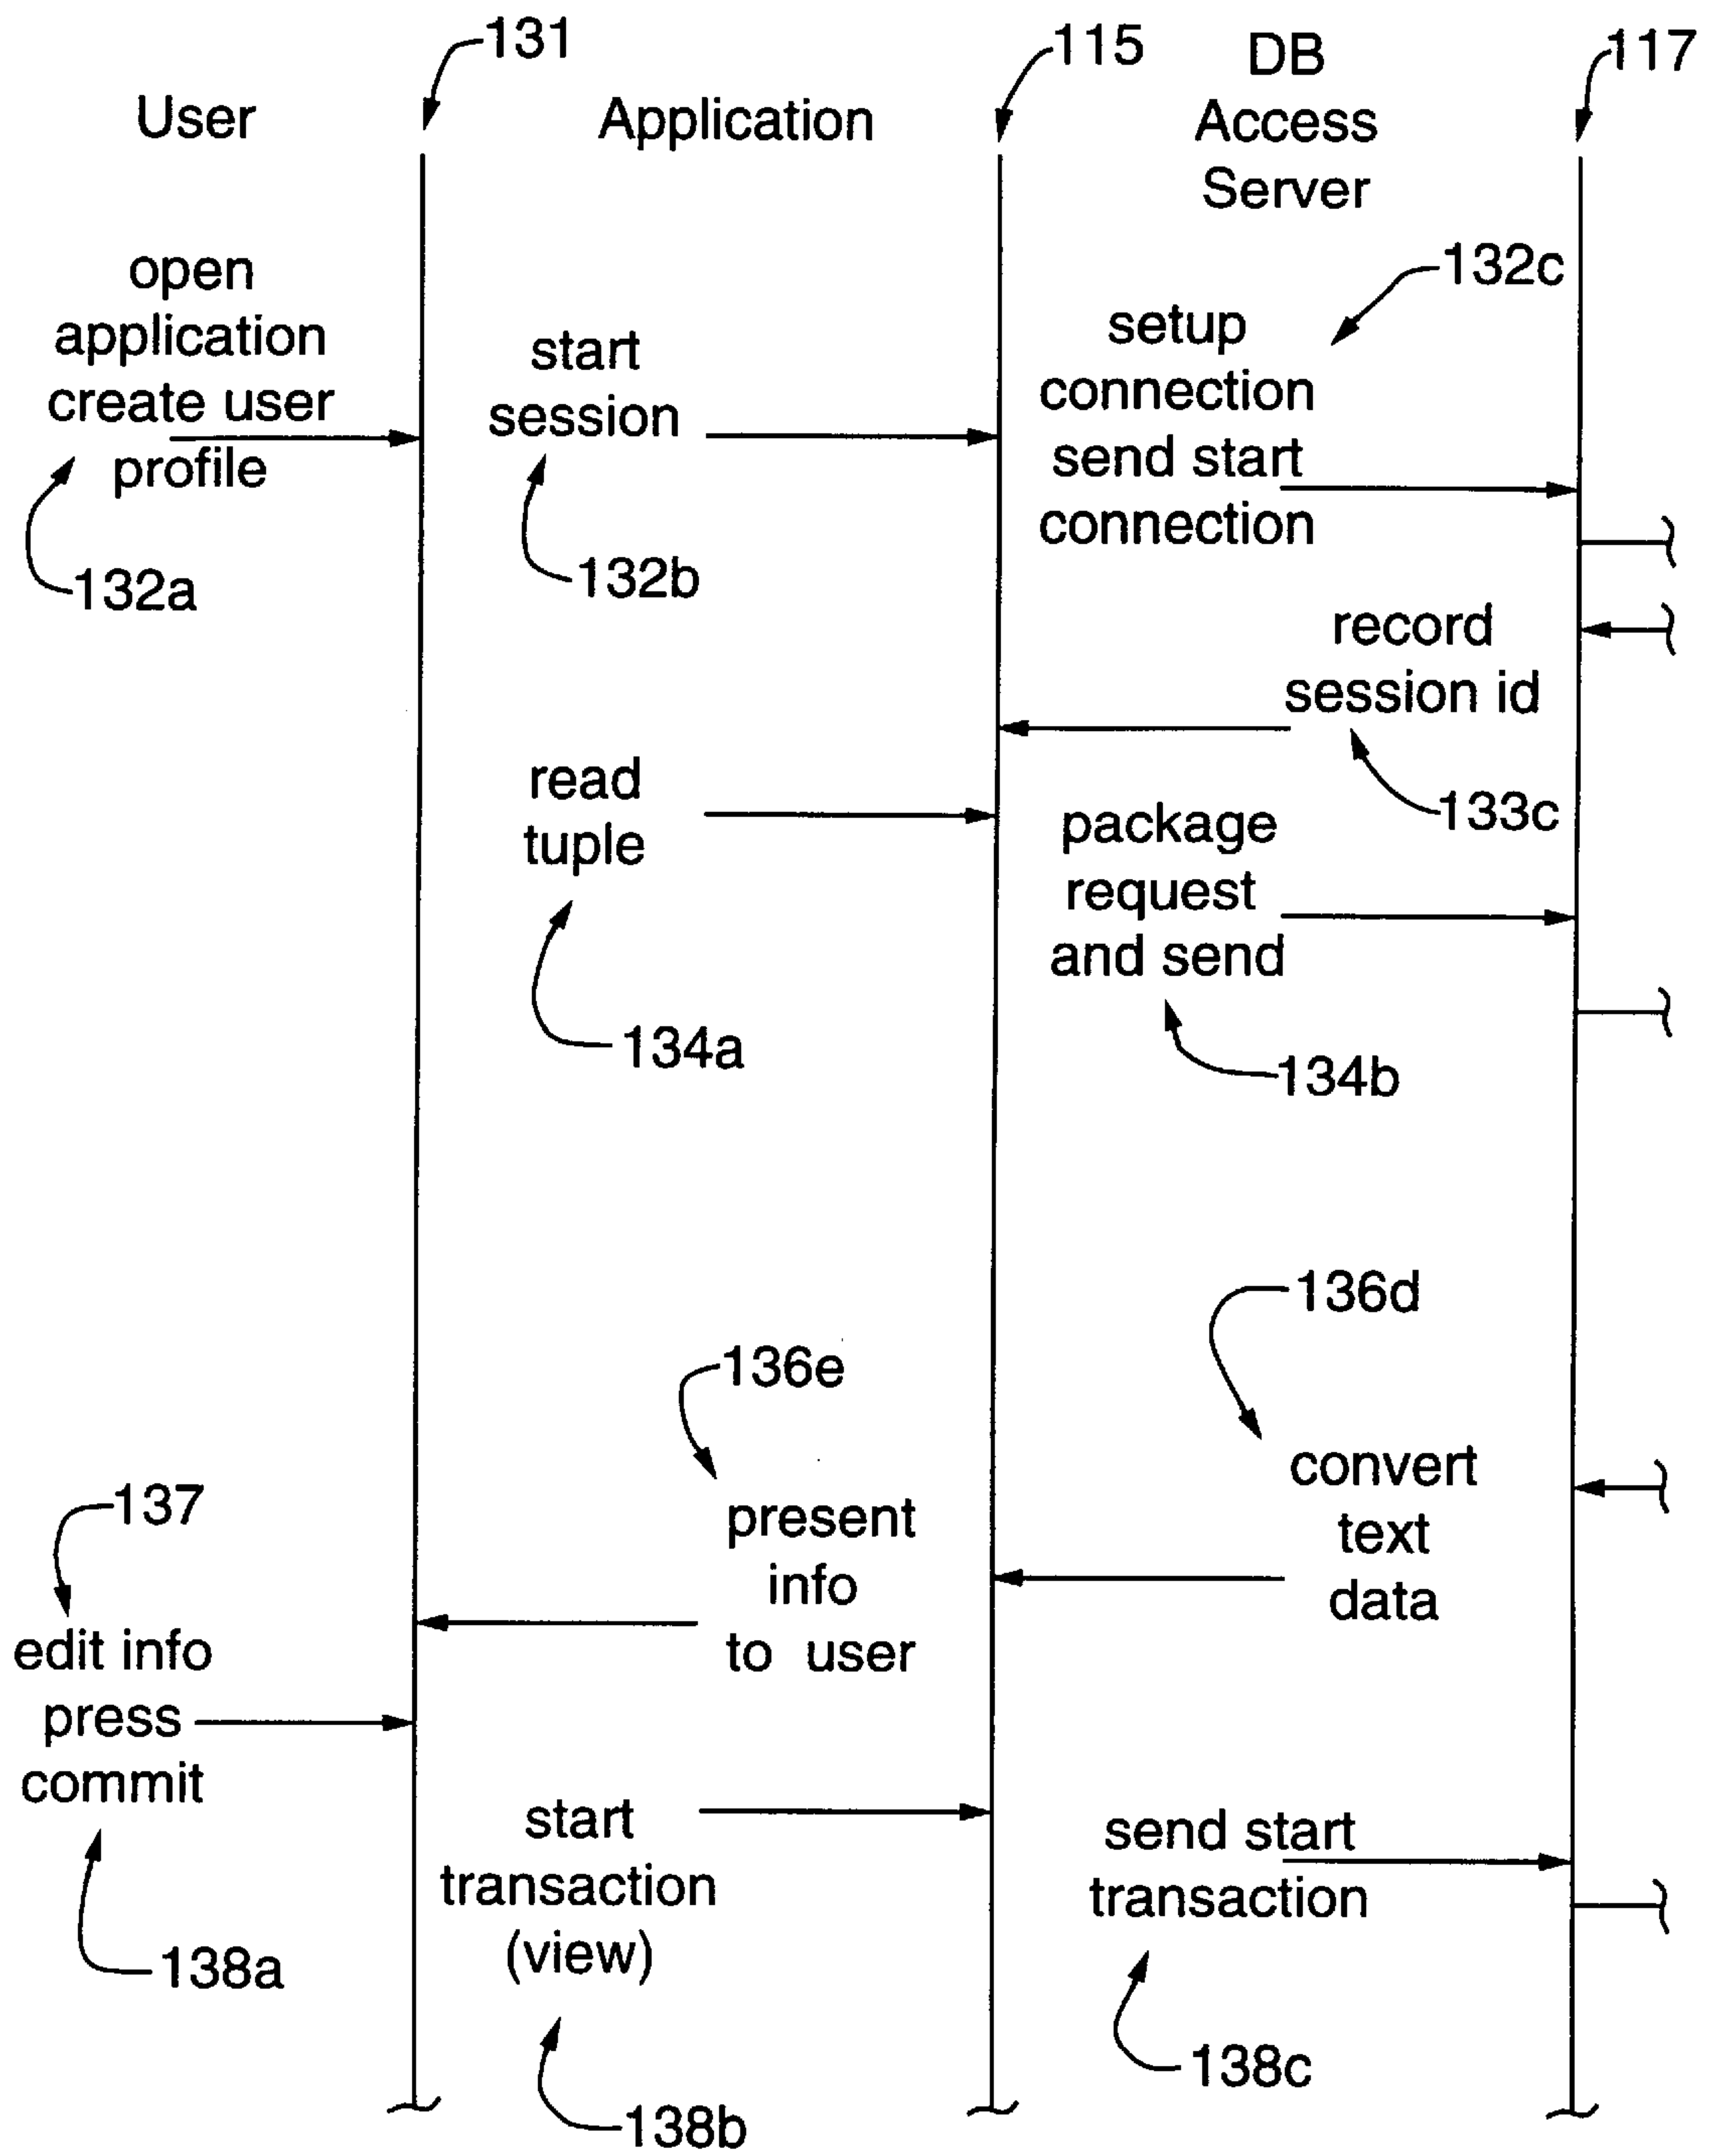 131
115
DB
117
User
Application
Access
Server
open
application
create user
profile
132a
start
session
132b
132c
setup
connection
send start
connection
record
session id
133c
read
tuple
134a
package
request
and send
134b
136d
136e
convert
text
data
present
info
to user
137
edit info
press
commit
138a
start
transaction
(view)
138b
send start
transaction
138c